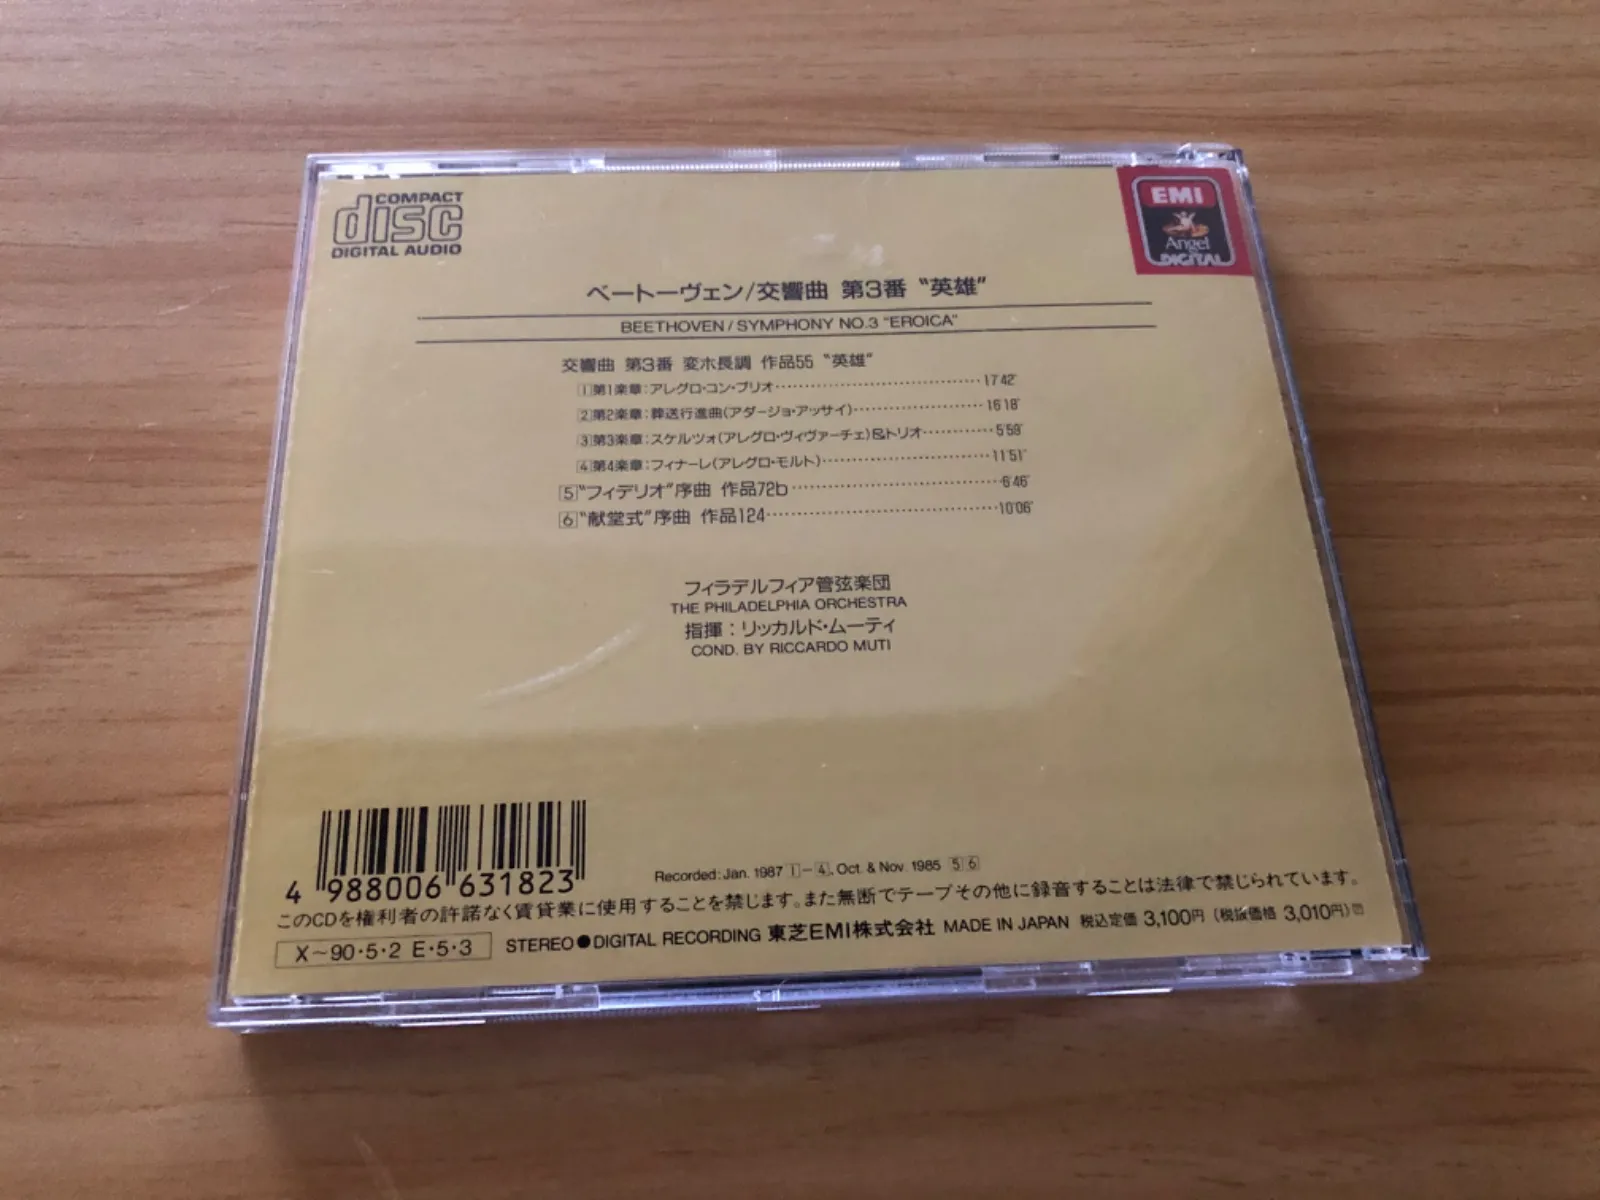 COMPACT
disc
DIGITAL AUDIO
EMI
Angel
DIGITAL
ベートーヴェン/交響曲 第3番 “英雄”
BEETHOVEN/SYMPHONY NO.3 “EROICA”
交響曲 第3番 変ホ長調 作品55 “英雄”
1 第1楽章:アレグロ・コン・ブリオ 17'42"
2 第2楽章:葬送行進曲(アダージョ・アッサイ) 16'18"
3 第3楽章:スケルツォ(アレグロ・ヴィヴァーチェ)&トリオ 5'59"
4 第4楽章:フィナーレ(アレグロ・モルト) 11'51"
5 “フィデリオ”序曲 作品72b 6'46"
6 “献堂式”序曲 作品124 10'06"
フィラデルフィア管弦楽団
THE PHILADELPHIA ORCHESTRA
指揮:リッカルド・ムーティ
COND. BY RICCARDO MUTI
4 988006 631823
Recorded: Jan. 1987 1-4, Oct. & Nov. 1985 5 6
このCDを権利者の許諾なく賃貸業に使用することを禁じます。また無断でテープその他に録音することは法律で禁じられています。
X〜90・5・2 E・5・3
STEREO●DIGITAL RECORDING 東芝EMI株式会社 MADE IN JAPAN 税込定価 3,100円 (税抜価格 3,010円)